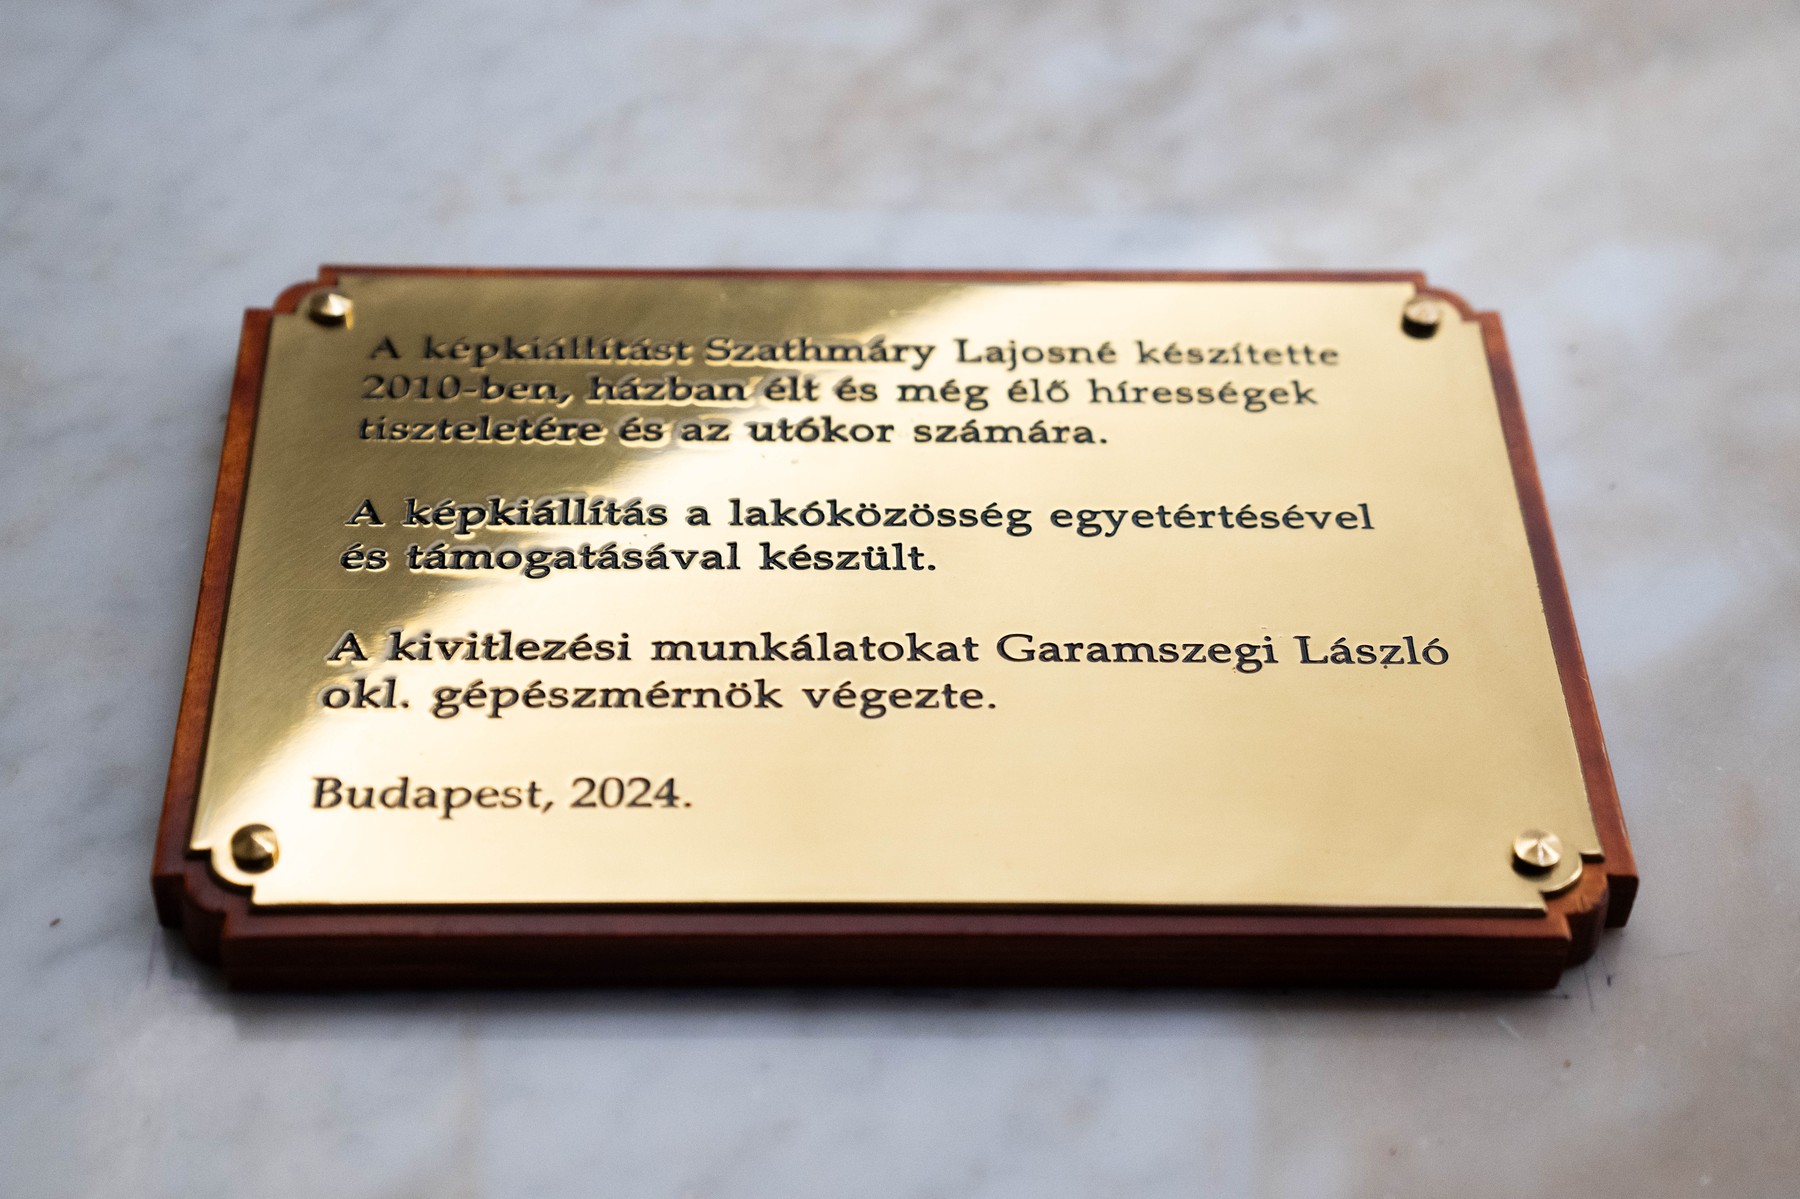 A képkiállítást Szathmáry Lajosné készítette
2010-ben, házban élt és még élő hírességek
tiszteletére és az utókor számára.
A képkiállítás a lakóközösség egyetértésével
és támogatásával készült.
A kivitlezési munkálatokat Garamszegi László
okl. gépészmérnök végezte.
Budapest, 2024.